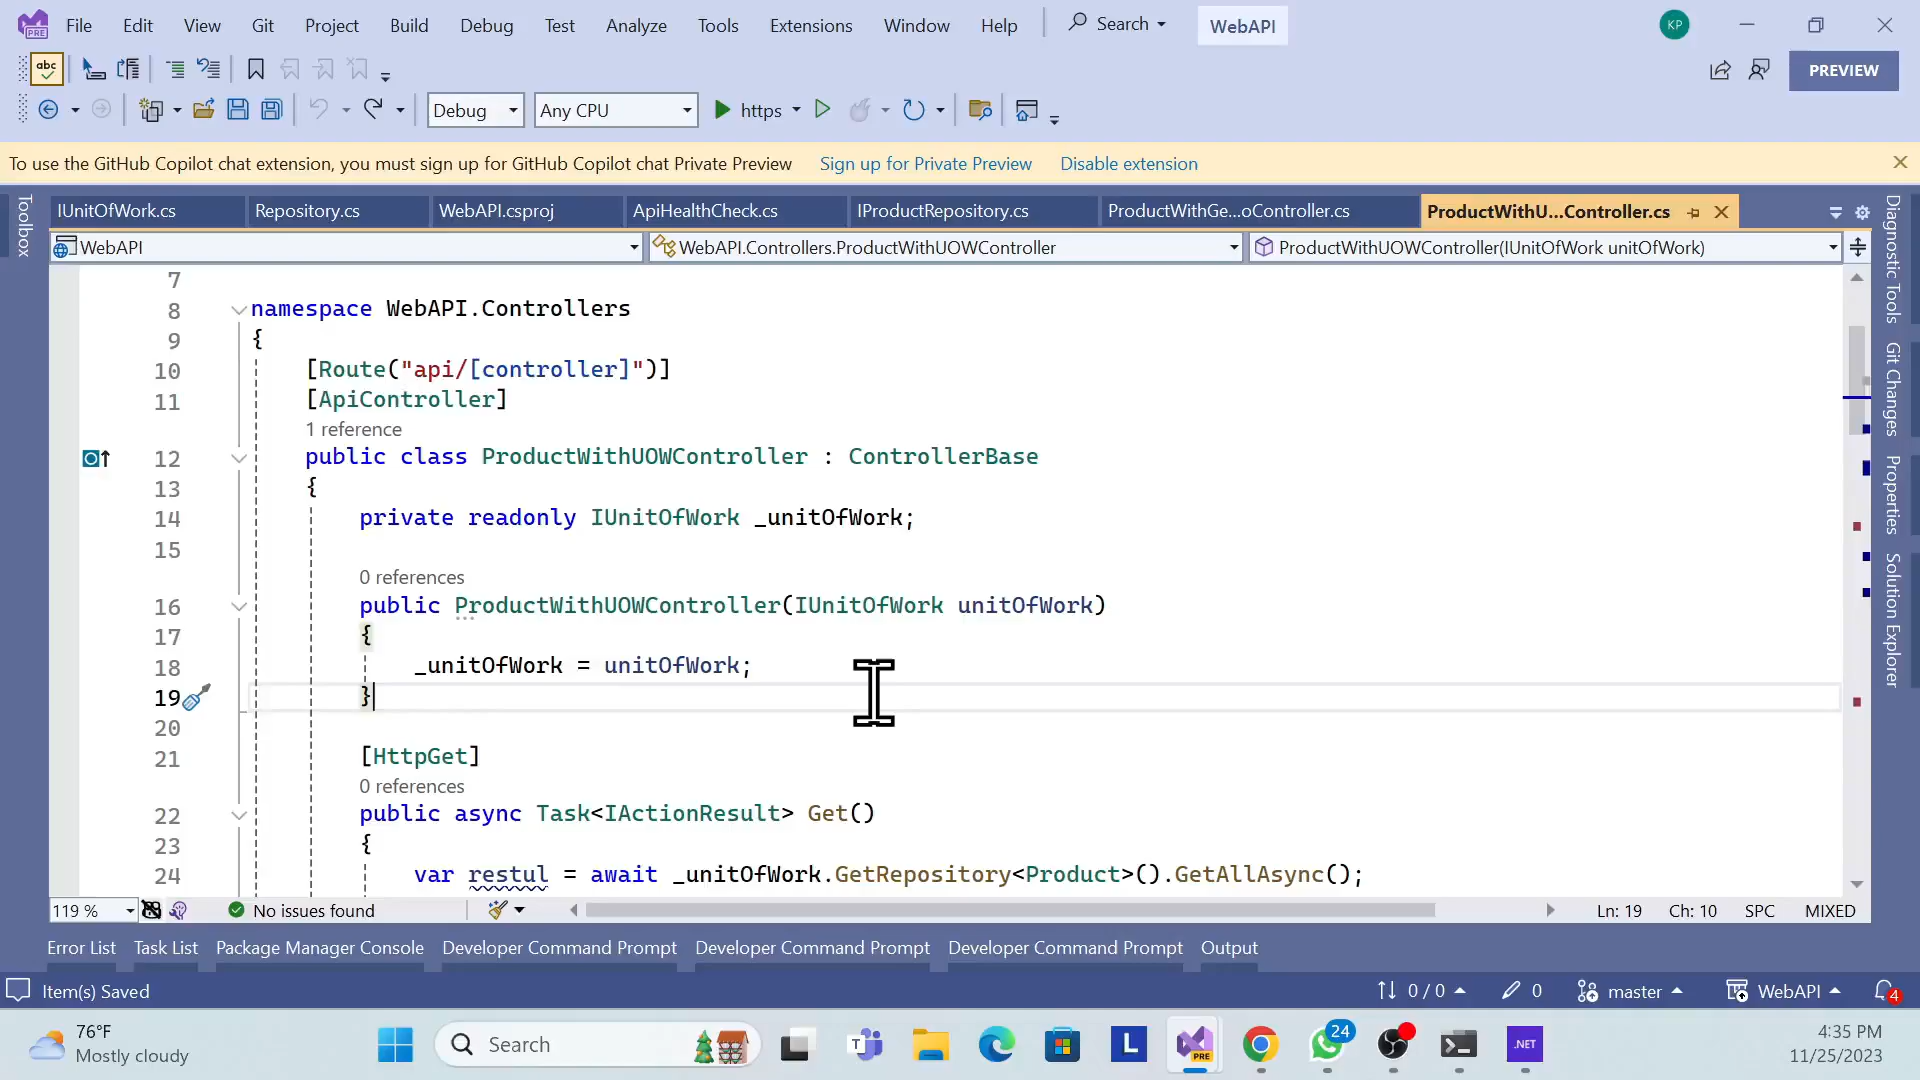 File Edit View Git Project Build Debug Test Analyze Tools Extensions Window Help Search WebAPI KP
PRE
abc PREVIEW
Debug Any CPU https
To use the GitHub Copilot chat extension, you must sign up for GitHub Copilot chat Private Preview Sign up for Private Preview Disable extension
IUnitOfWork.cs Repository.cs WebAPI.csproj ApiHealthCheck.cs IProductRepository.cs ProductWithGe...oController.cs ProductWithU...Controller.cs
Toolbox
WebAPI WebAPI.Controllers.ProductWithUOWController ProductWithUOWController(IUnitOfWork unitOfWork)
7
8 namespace WebAPI.Controllers
9 {
10 [Route("api/[controller]")]
11 [ApiController]
1 reference
12 public class ProductWithUOWController : ControllerBase
13 {
14 private readonly IUnitOfWork _unitOfWork;
15
0 references
16 public ProductWithUOWController(IUnitOfWork unitOfWork)
17 {
18 _unitOfWork = unitOfWork;
19 }
20
21 [HttpGet]
0 references
22 public async Task<IActionResult> Get()
23 {
24 var restul = await _unitOfWork.GetRepository<Product>().GetAllAsync();
Diagnostic Tools
Git Changes
Properties
Solution Explorer
119 % No issues found Ln: 19 Ch: 10 SPC MIXED
Error List Task List Package Manager Console Developer Command Prompt Developer Command Prompt Developer Command Prompt Output
Item(s) Saved 0 / 0 0 master WebAPI 4
76°F
Mostly cloudy
Search
T
L
PRE
24
.NET
4:35 PM
11/25/2023